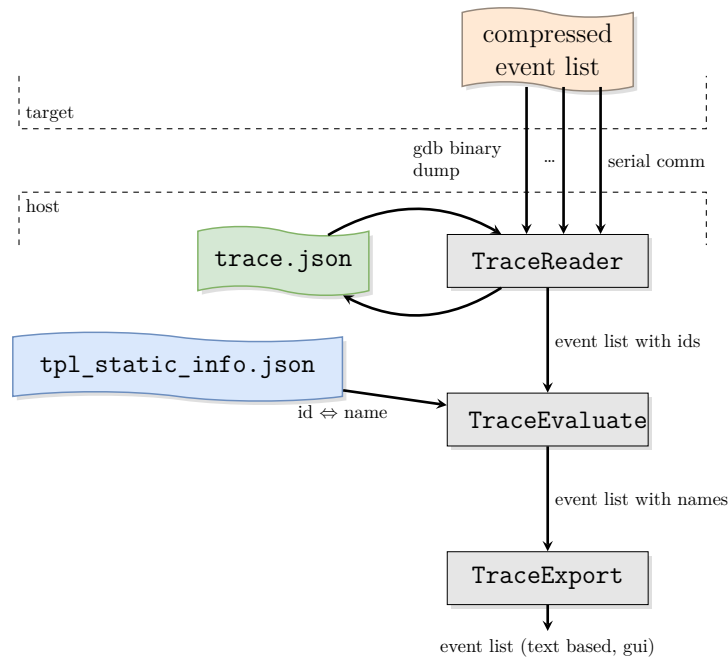 compressed
event list
target
gdb binary
dump
...
serial comm
host
trace.json
TraceReader
event list with ids
tpl_static_info.json
id ⇔ name
TraceEvaluate
event list with names
TraceExport
event list (text based, gui)